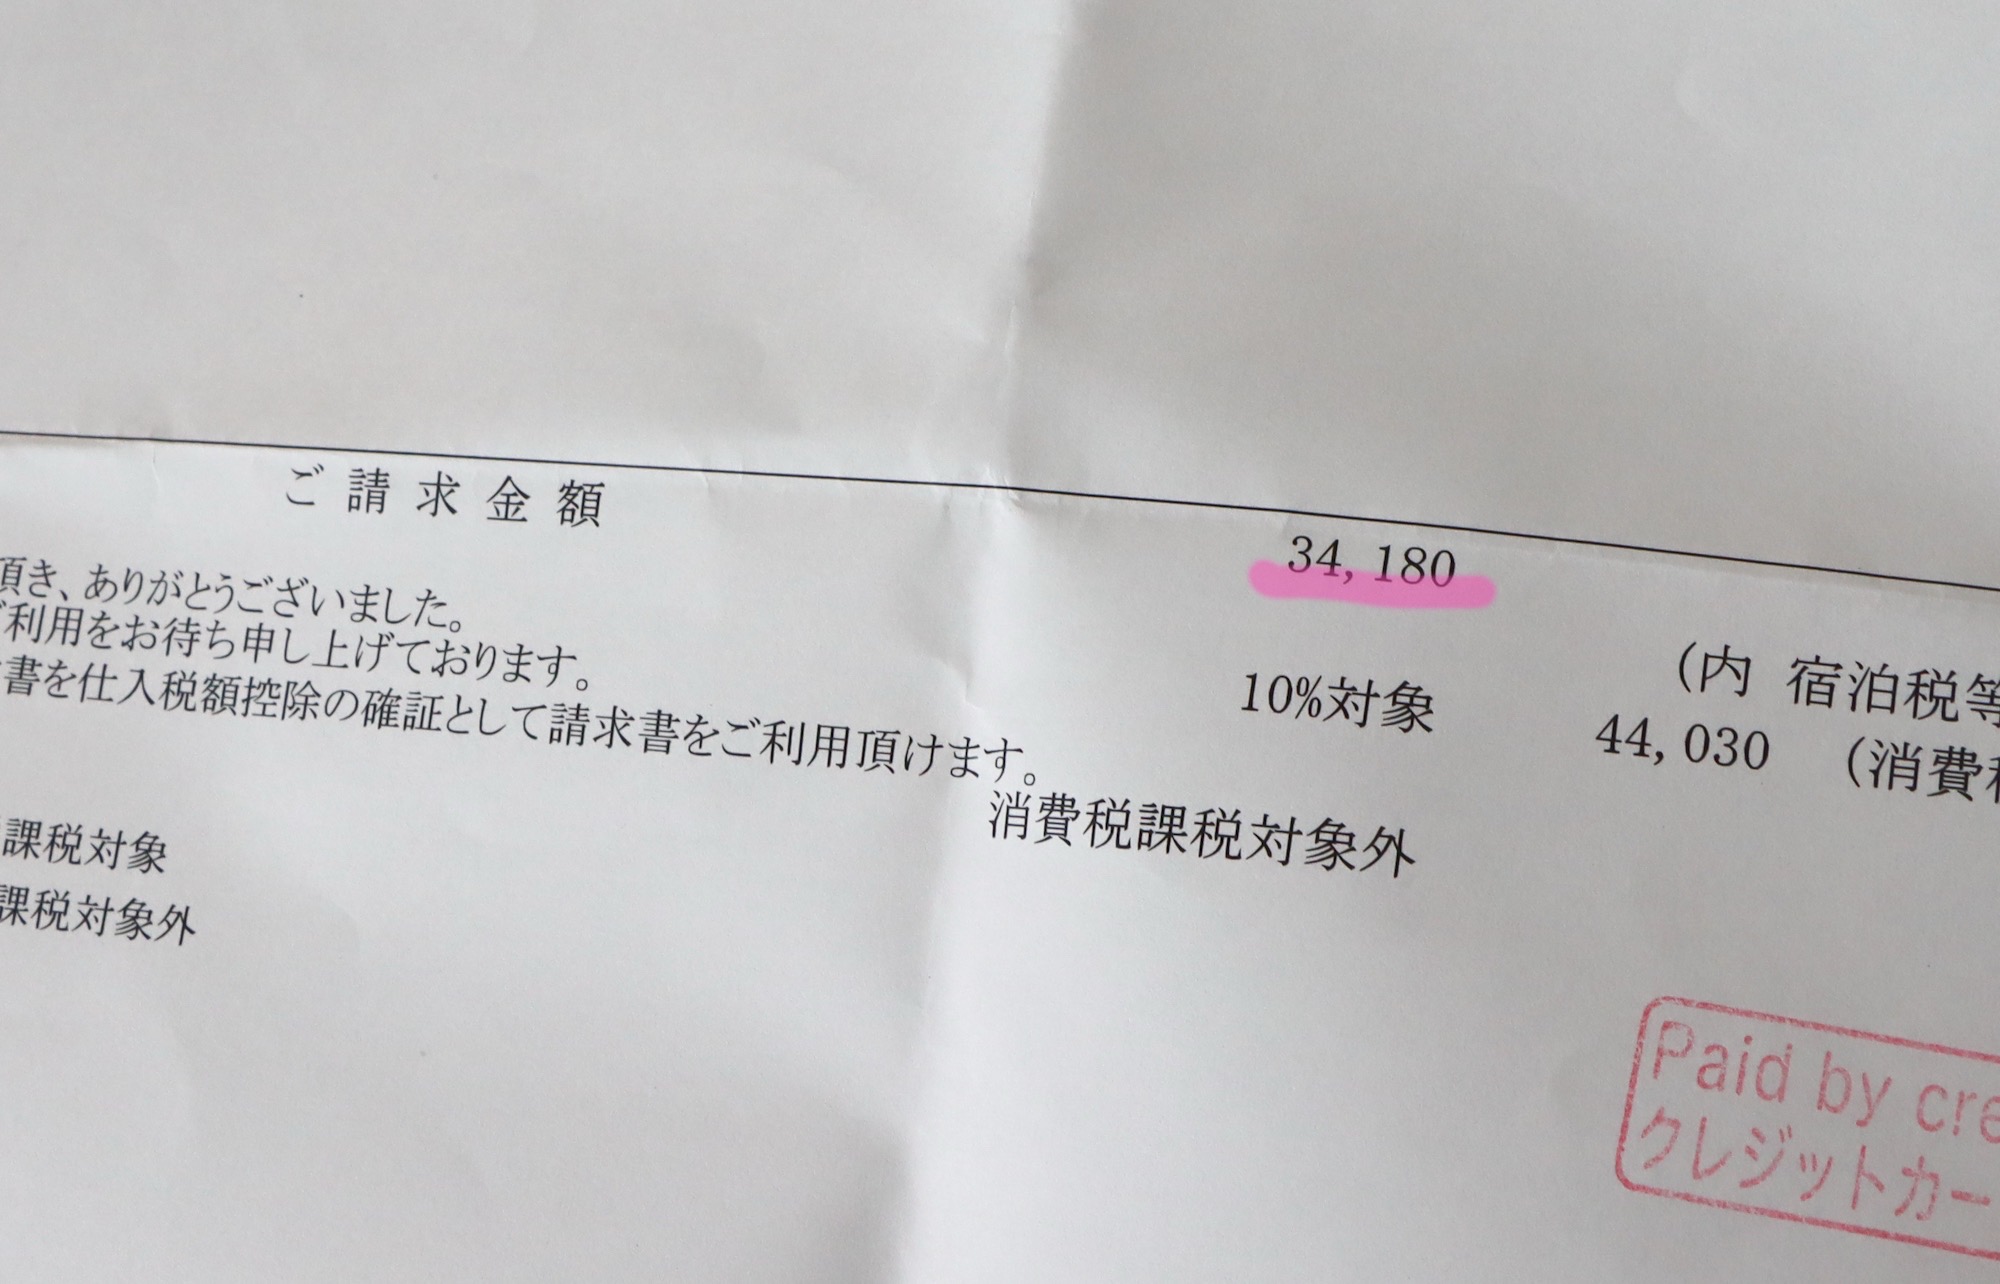 ご請求金額 34,180
頂き、ありがとうございました。
ご利用をお待ち申し上げております。
書を仕入税額控除の確証として請求書をご利用頂けます。
(内 宿泊税等
10%対象 44,030 (消費税
消費税課税対象外
課税対象
課税対象外
Paid by cre
クレジットカー